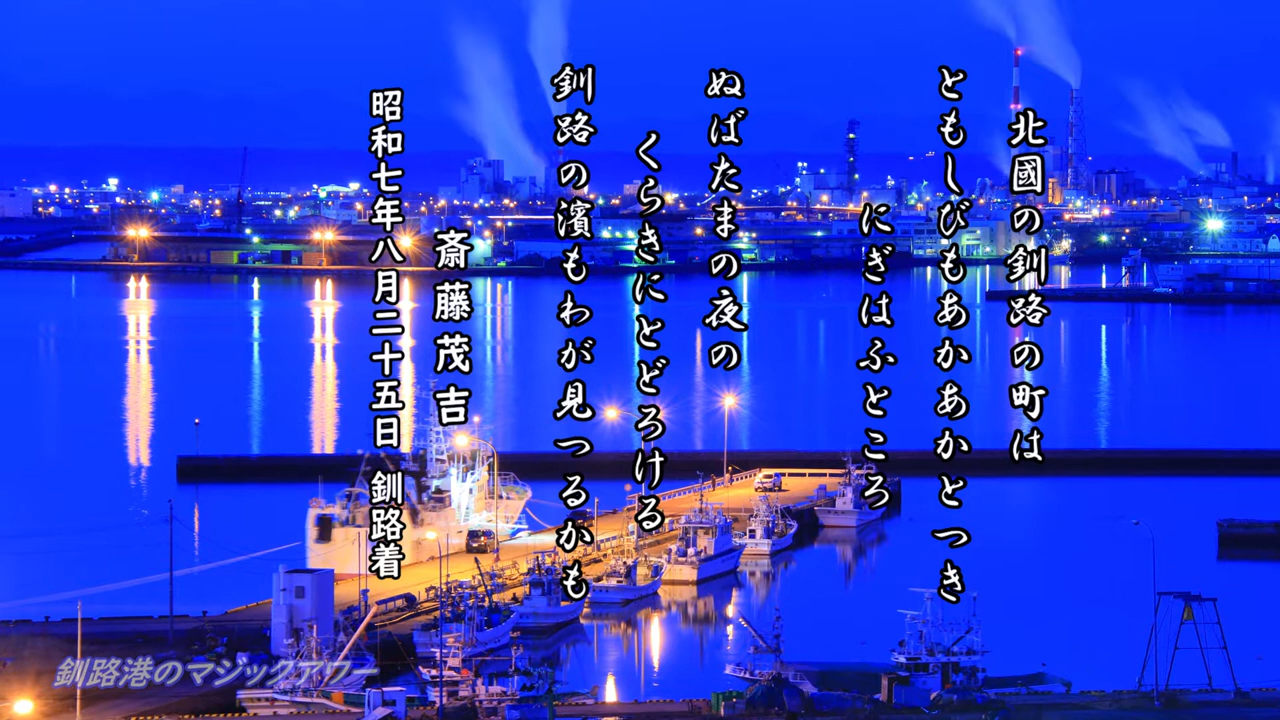 北國の釧路の町は
ともしびもあかあかとつき
にぎはふところ
ぬばたまの夜の
くらきにとどろける
釧路の濱もわが見つるかも
斎藤茂吉
昭和七年八月二十五日 釧路着
釧路港のマジックアワー